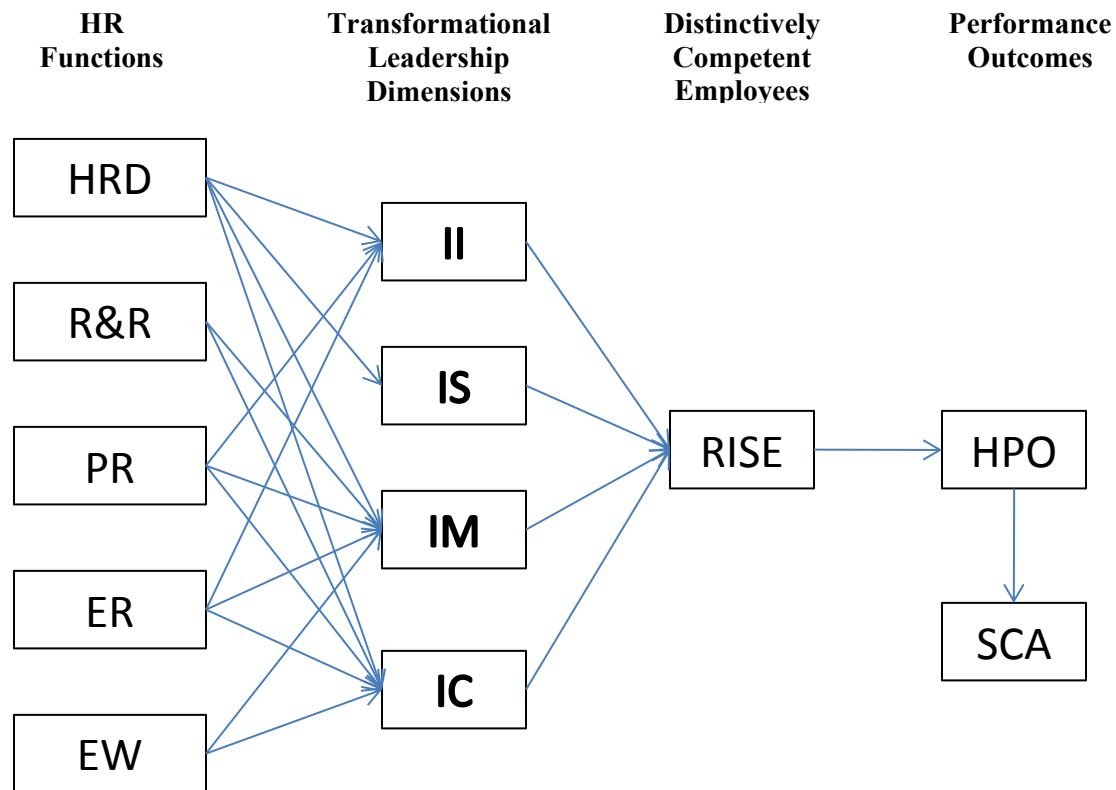 HR
Functions
Transformational
Leadership
Dimensions
Distinctively
Competent
Employees
Performance
Outcomes
HRD
R&R
PR
ER
EW
II
IS
IM
IC
RISE
HPO
SCA